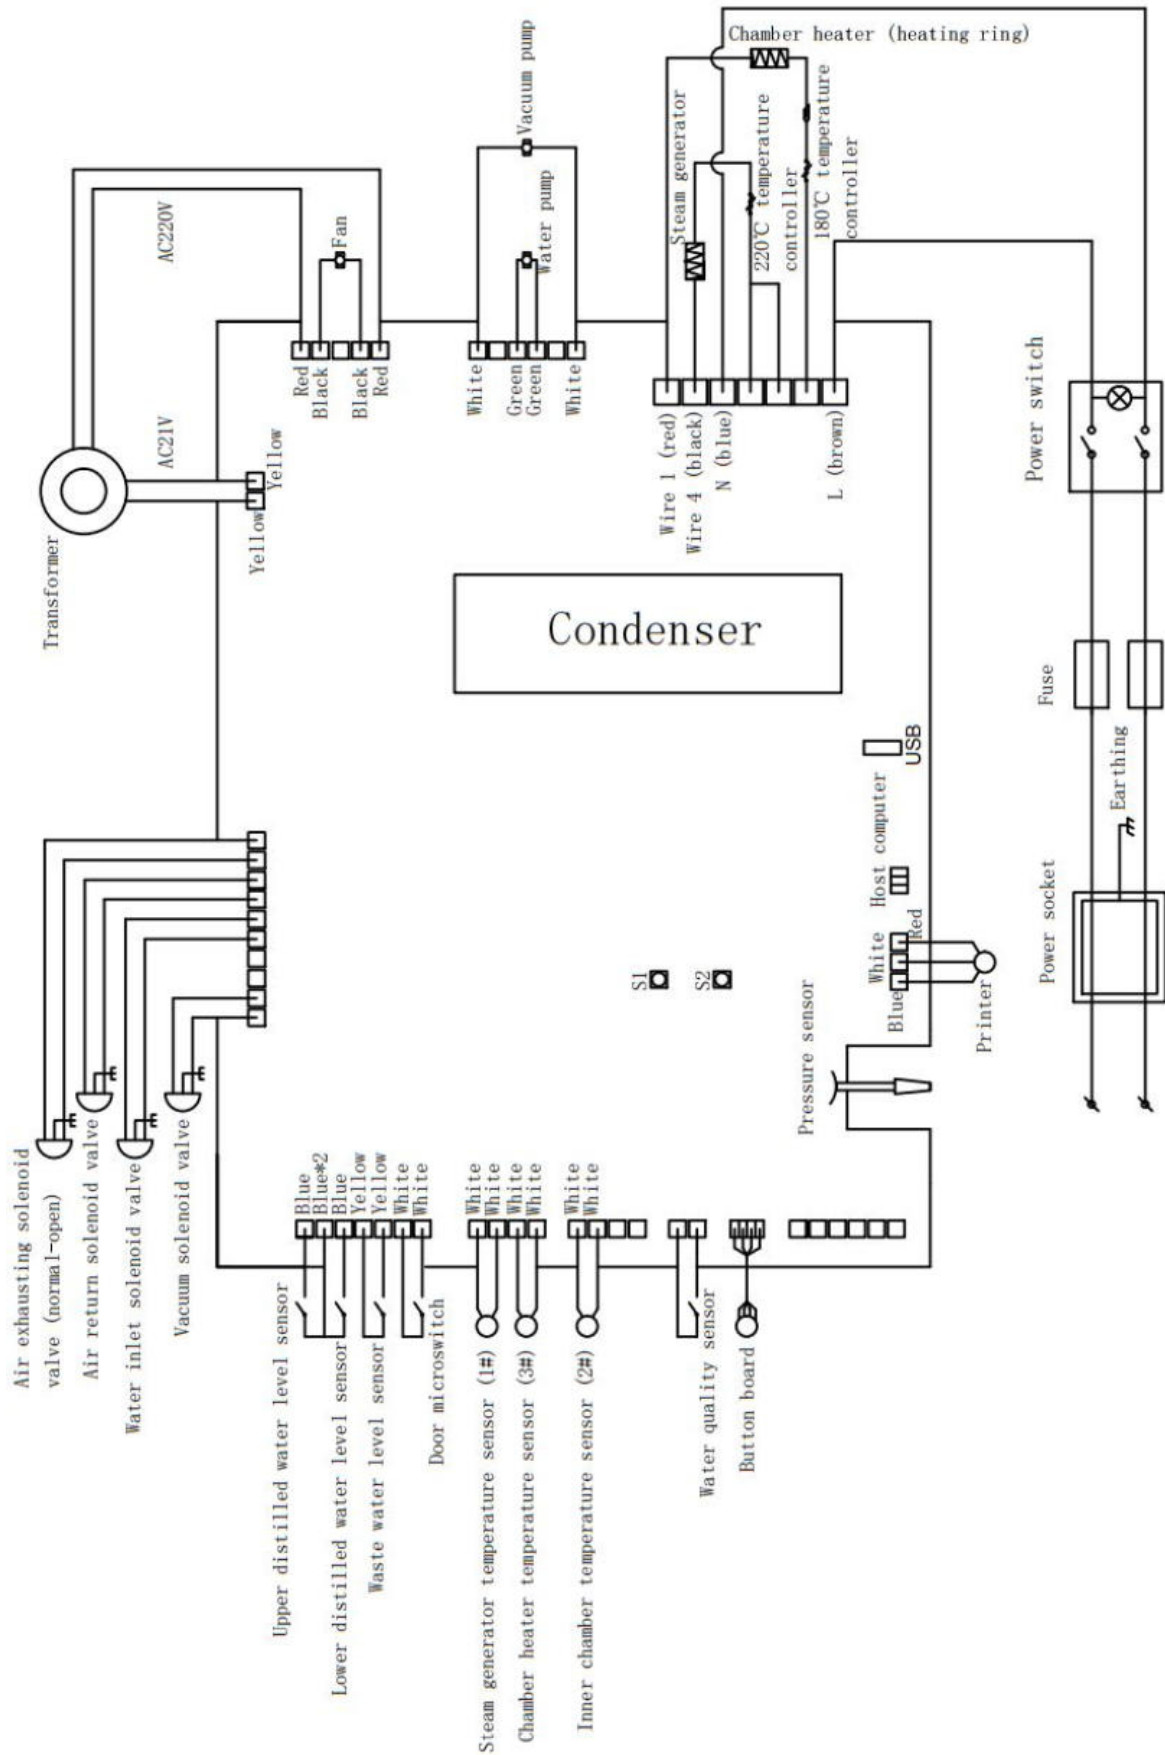 Transformer
AC21V
AC220V
Yellow
Yellow
Red
Black
Black
Red
Fan
White
Green
Green
White
Vacuum pump
Water pump
Wire 1 (red)
Wire 4 (black)
N (blue)
L (brown)
Steam generator
Chamber heater (heating ring)
220℃ temperature
controller
180℃ temperature
controller
Power switch
Fuse
Earthing
Power socket
Condenser
USB
Host computer
Red
White
Blue
Printer
S1
S2
Pressure sensor
Air exhausting solenoid
valve (normal-open)
Air return solenoid valve
Water inlet solenoid valve
Vacuum solenoid valve
Blue
Blue*2
Blue
Yellow
Yellow
White
White
White
White
White
White
White
White
Upper distilled water level sensor
Lower distilled water level sensor
Waste water level sensor
Door microswitch
Steam generator temperature sensor (1#)
Chamber heater temperature sensor (3#)
Inner chamber temperature sensor (2#)
Water quality sensor
Button board